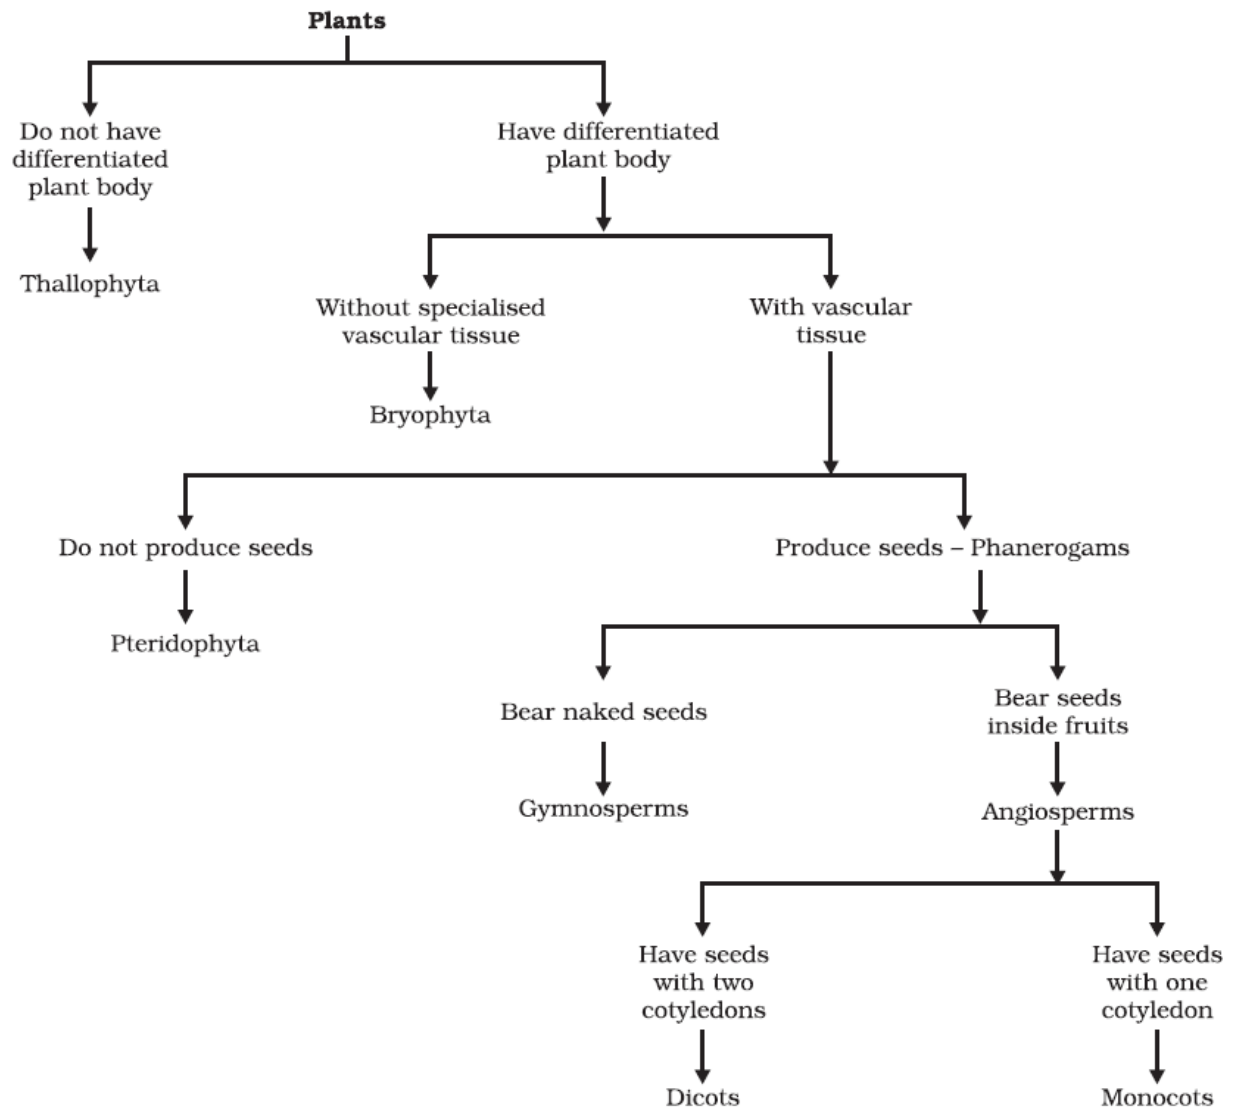 Plants
Do not have
differentiated
plant body
Have differentiated
plant body
Thallophyta
Without specialised
vascular tissue
With vascular
tissue
Bryophyta
Do not produce seeds
Produce seeds – Phanerogams
Pteridophyta
Bear naked seeds
Bear seeds
inside fruits
Gymnosperms
Angiosperms
Have seeds
with two
cotyledons
Have seeds
with one
cotyledon
Dicots
Monocots